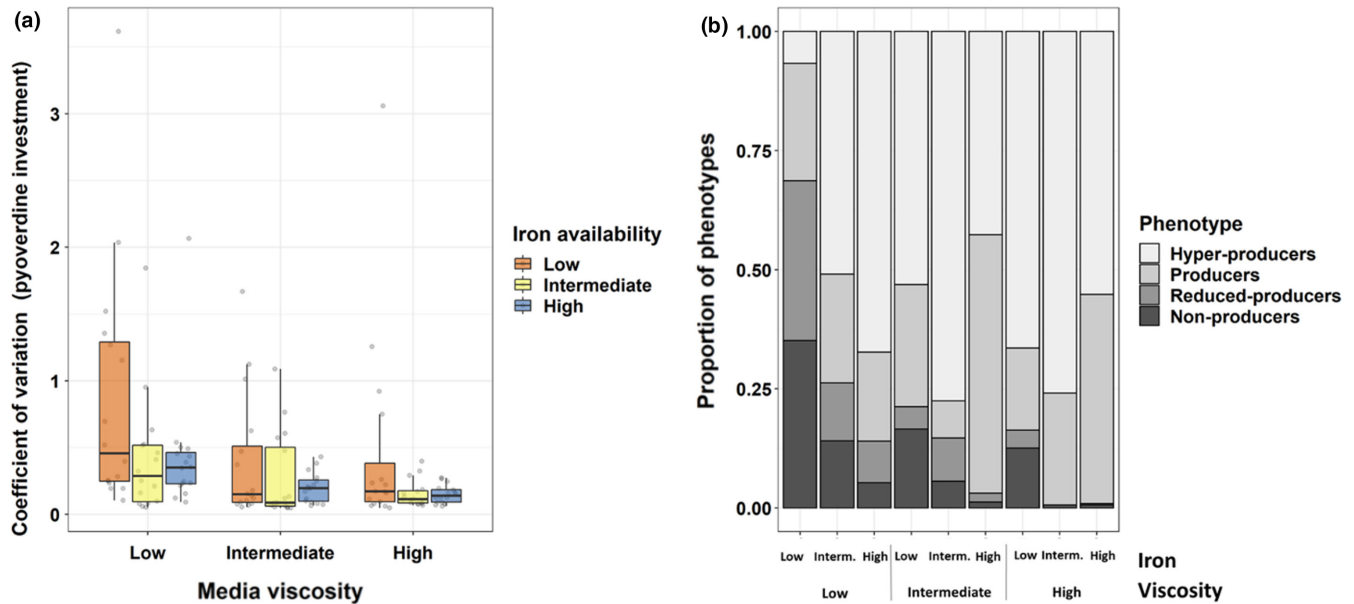 (a)
Coefficient of variation (pyoverdine investment)
3
2
1
0
Low
Intermediate
High
Media viscosity
Iron availability
Low
Intermediate
High
(b)
Proportion of phenotypes
1.00
0.75
0.50
0.25
0.00
Low Interm. High Low Interm. High Low Interm. High Iron
Low Intermediate High Viscosity
Phenotype
Hyper-producers
Producers
Reduced-producers
Non-producers